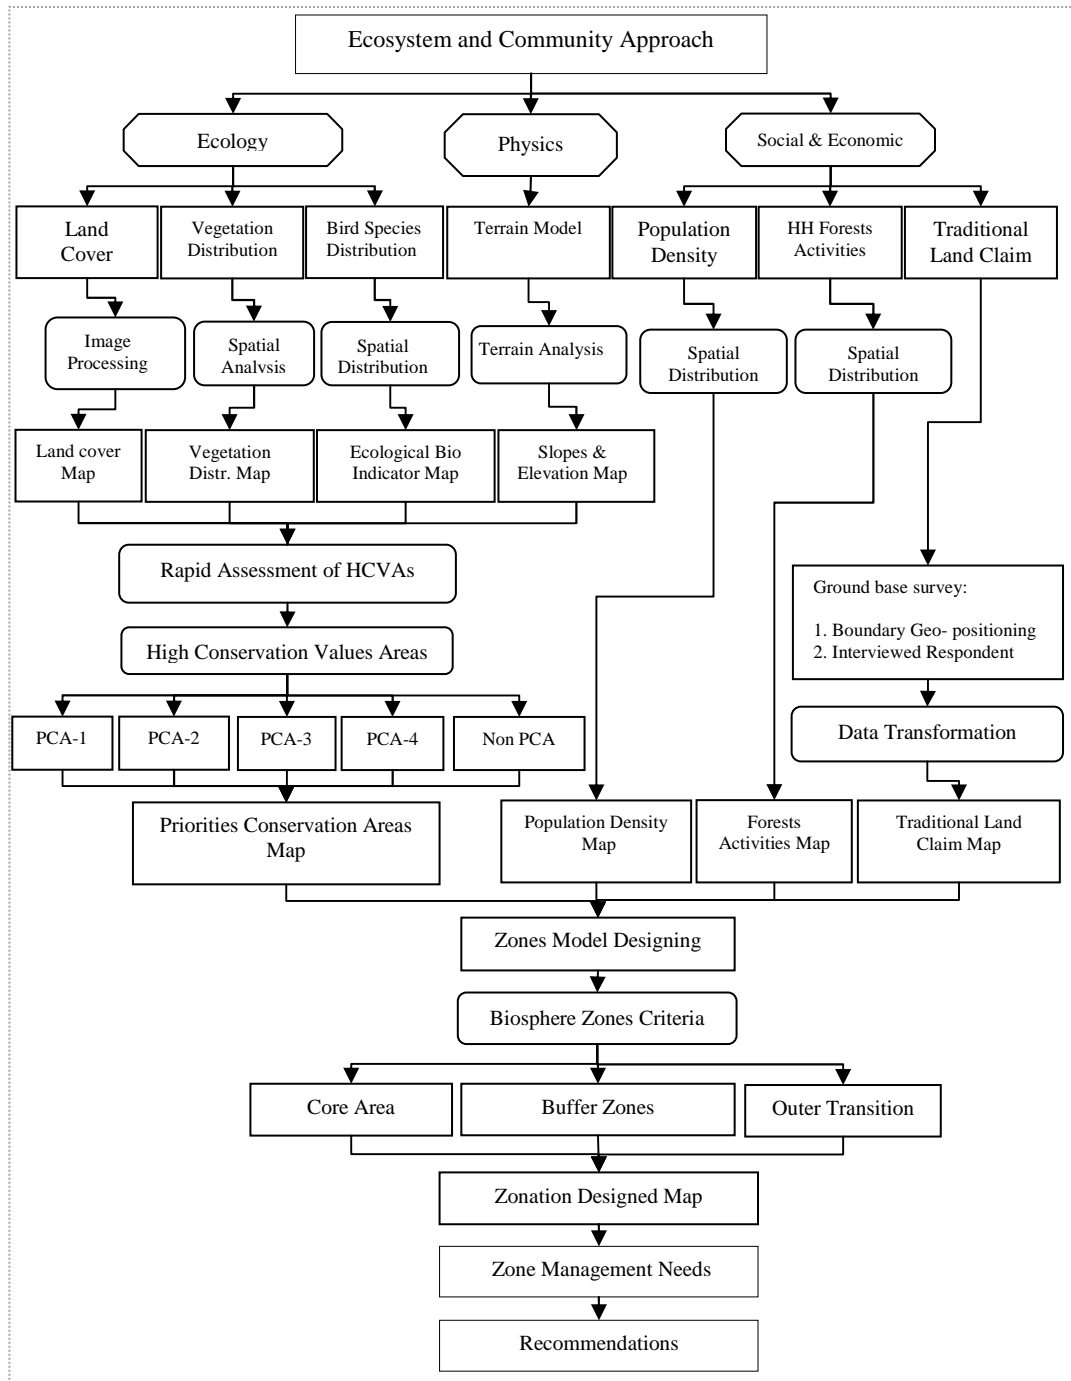 Ecosystem and Community Approach
Ecology
Physics
Social & Economic
Land
Cover
Vegetation
Distribution
Bird Species
Distribution
Terrain Model
Population
Density
HH Forests
Activities
Traditional
Land Claim
Image
Processing
Spatial
Analysis
Spatial
Distribution
Terrain Analysis
Spatial
Distribution
Spatial
Distribution
Land cover
Map
Vegetation
Distr. Map
Ecological Bio
Indicator Map
Slopes &
Elevation Map
Rapid Assessment of HCVAs
Ground base survey:
1. Boundary Geo- positioning
2. Interviewed Respondent
High Conservation Values Areas
PCA-1
PCA-2
PCA-3
PCA-4
Non PCA
Data Transformation
Priorities Conservation Areas
Map
Population Density
Map
Forests
Activities Map
Traditional Land
Claim Map
Zones Model Designing
Biosphere Zones Criteria
Core Area
Buffer Zones
Outer Transition
Zonation Designed Map
Zone Management Needs
Recommendations